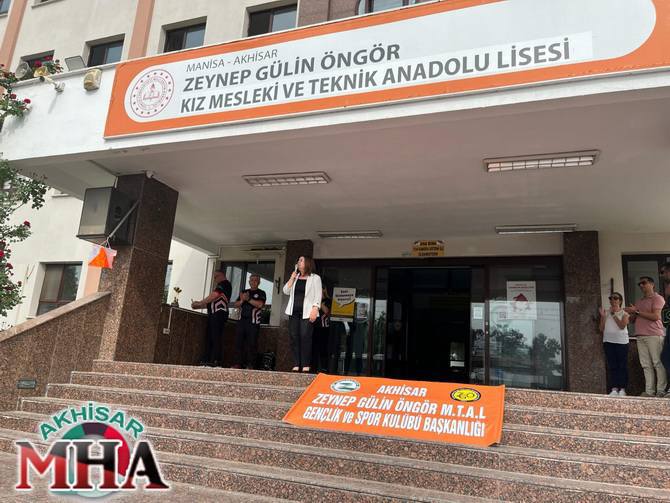 MANİSA - AKHİSAR
ZEYNEP GÜLİN ÖNGÖR
KIZ MESLEKİ VE TEKNİK ANADOLU LİSESİ
AKHİSAR
ZEYNEP GÜLİN ÖNGÖR M.T.A.L
GENÇLİK ve SPOR KULÜBÜ BAŞKANLIĞI
AKHİSAR
MHA